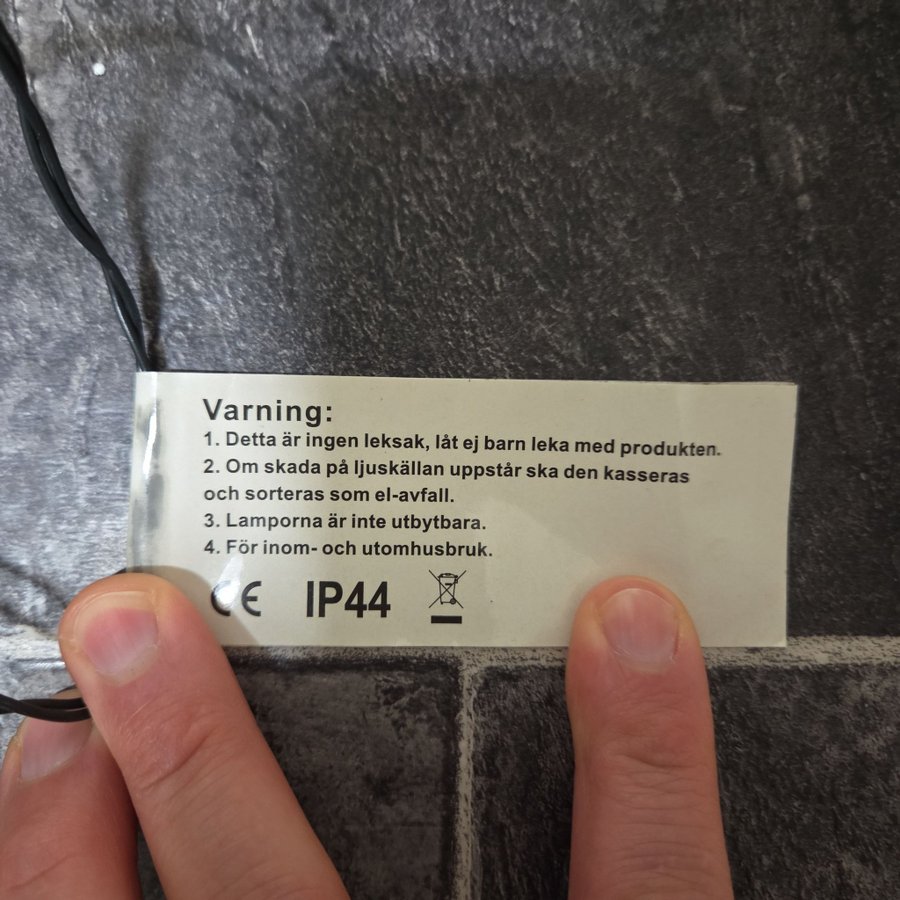 Varning:
1. Detta är ingen leksak, låt ej barn leka med produkten.
2. Om skada på ljuskällan uppstår ska den kasseras
och sorteras som el-avfall.
3. Lamporna är inte utbytbara.
4. För inom- och utomhusbruk.
CE IP44